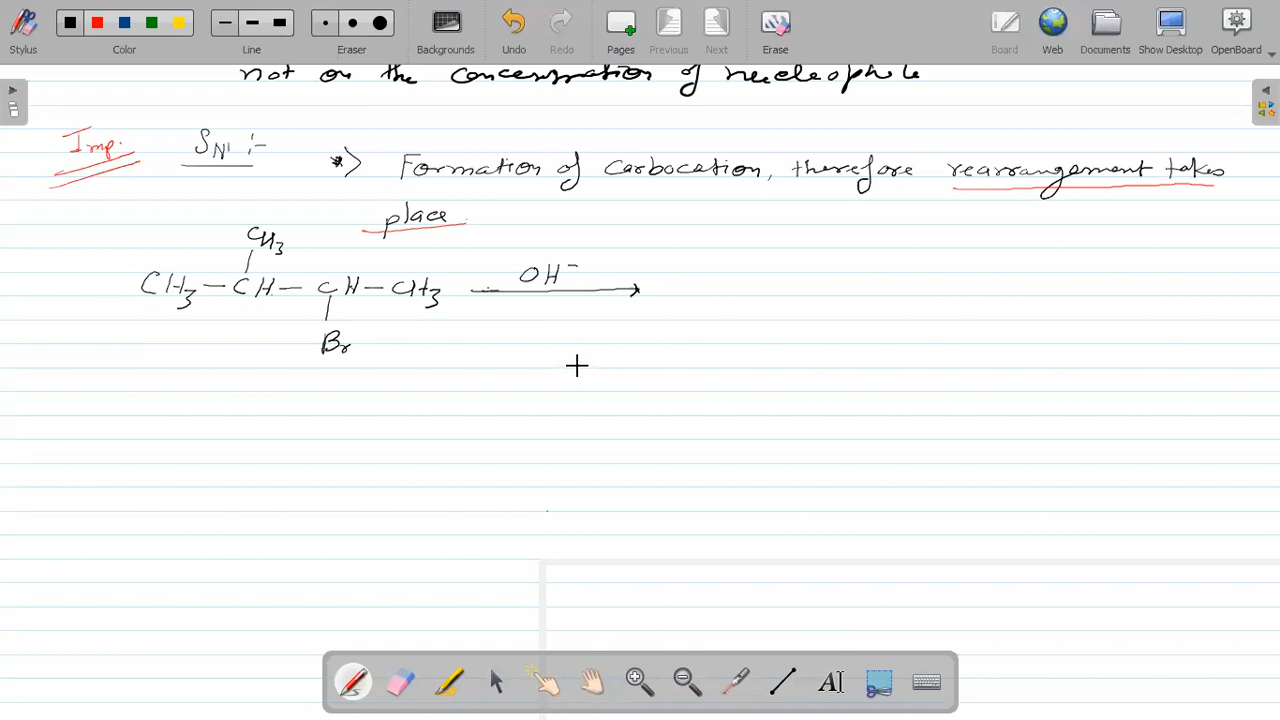 Stylus
Color
Line
Eraser
Backgrounds
Undo
Redo
Pages
Previous
Next
Erase
Board
Web
Documents
Show Desktop
OpenBoard
not on the concentration of nucleophile
Imp. SN1 :- * > Formation of carbocation, therefore rearrangement takes
place.
CH3
CH3 - CH - CH - CH3 OH⁻ →
Br
AI